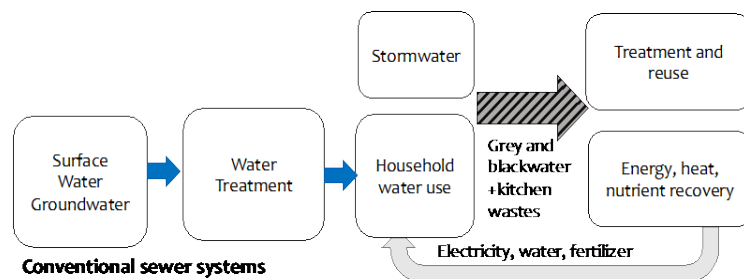 Stormwater
Treatment and
reuse
Surface
Water
Groundwater
Water
Treatment
Household
water use
Grey and
blackwater
+kitchen
wastes
Energy, heat,
nutrient recovery
Electricity, water, fertilizer
Conventional sewer systems